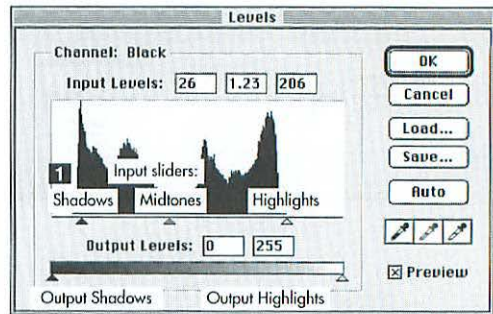 Levels
Channel: Black
Input Levels: 26 1.23 206
1 Input sliders:
Shadows Midtones Highlights
Output Levels: 0 255
Output Shadows Output Highlights
OK
Cancel
Load...
Save...
Auto
Preview